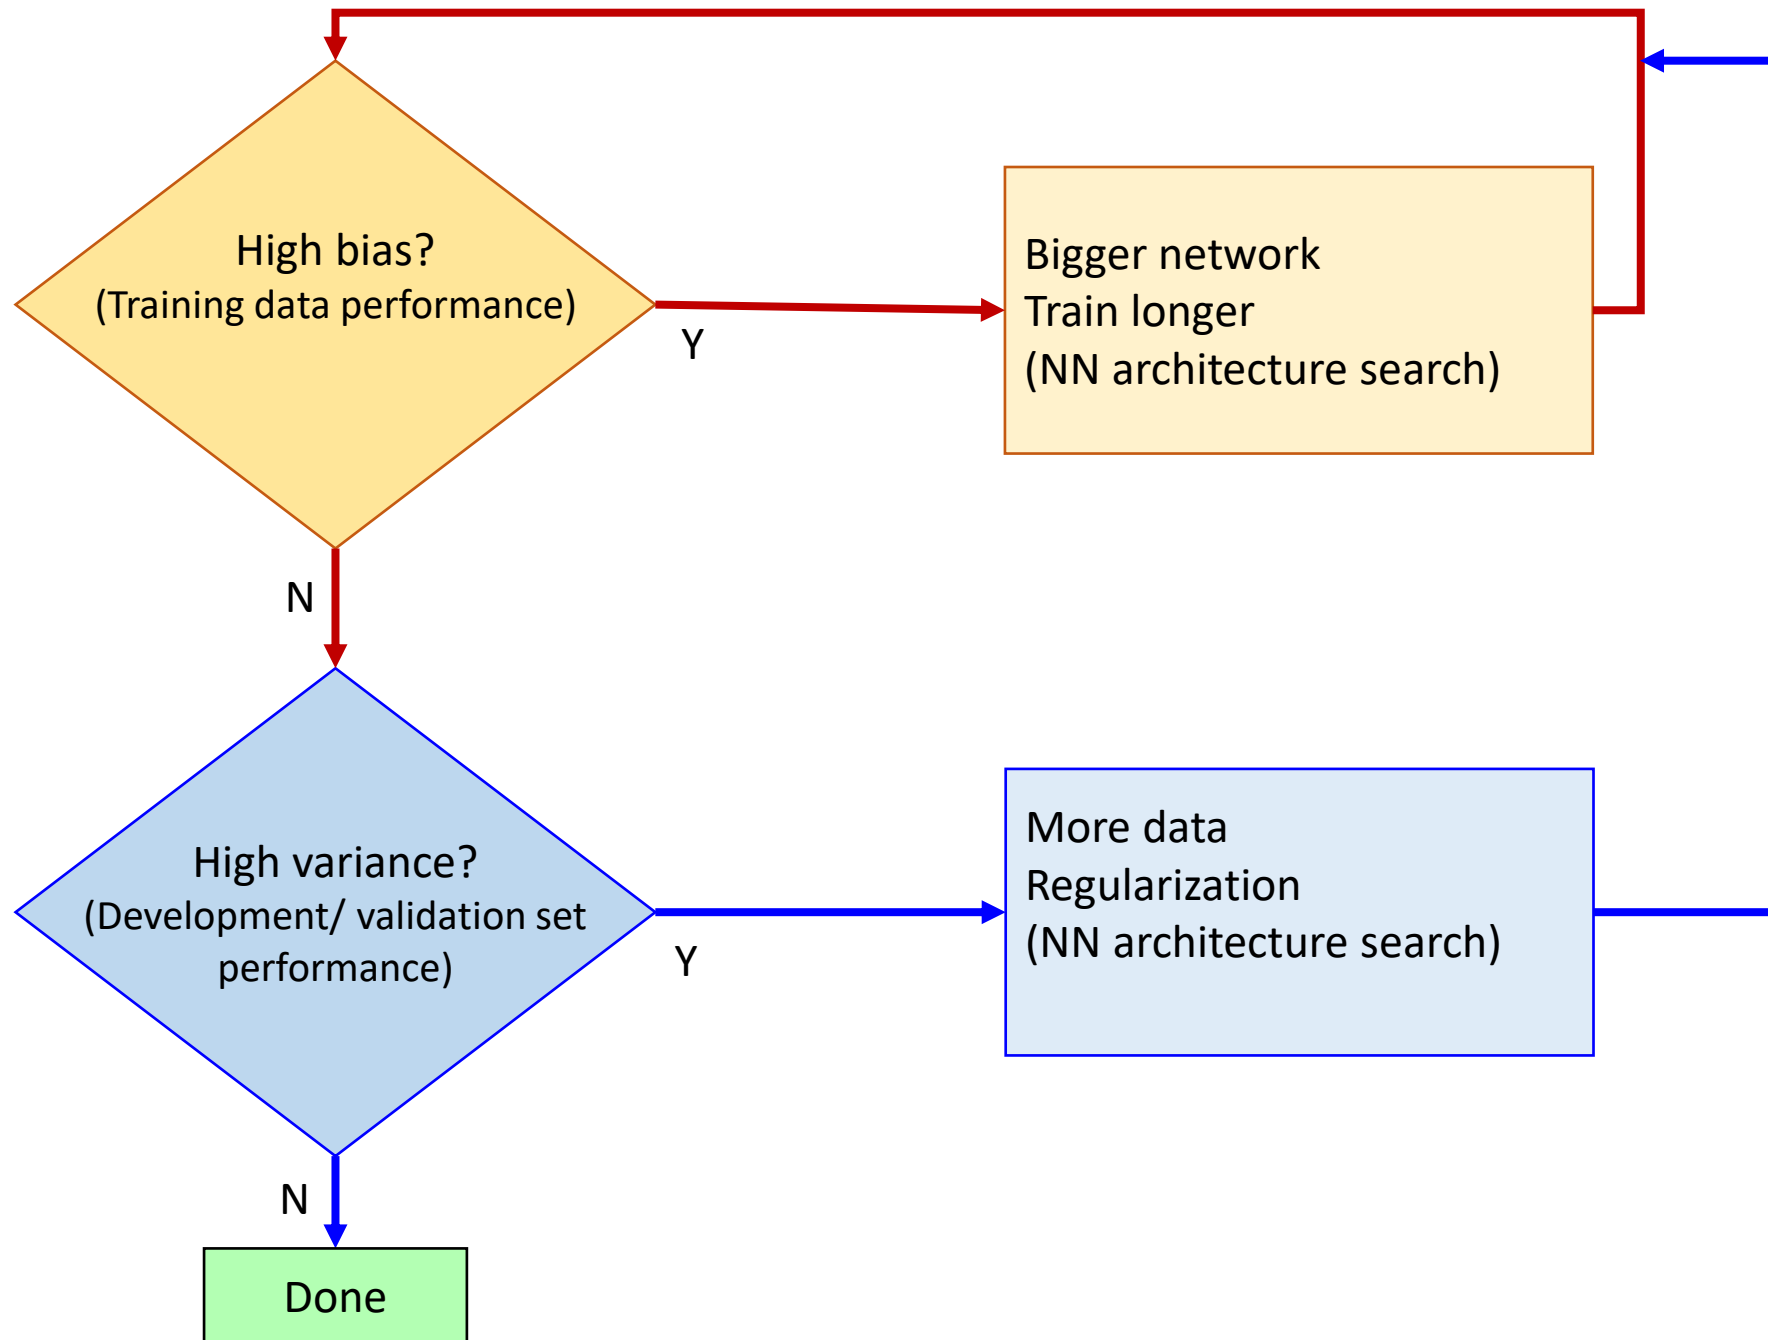 High bias?
(Training data performance)
Y
Bigger network
Train longer
(NN architecture search)
N
High variance?
(Development/ validation set
performance)
Y
More data
Regularization
(NN architecture search)
N
Done